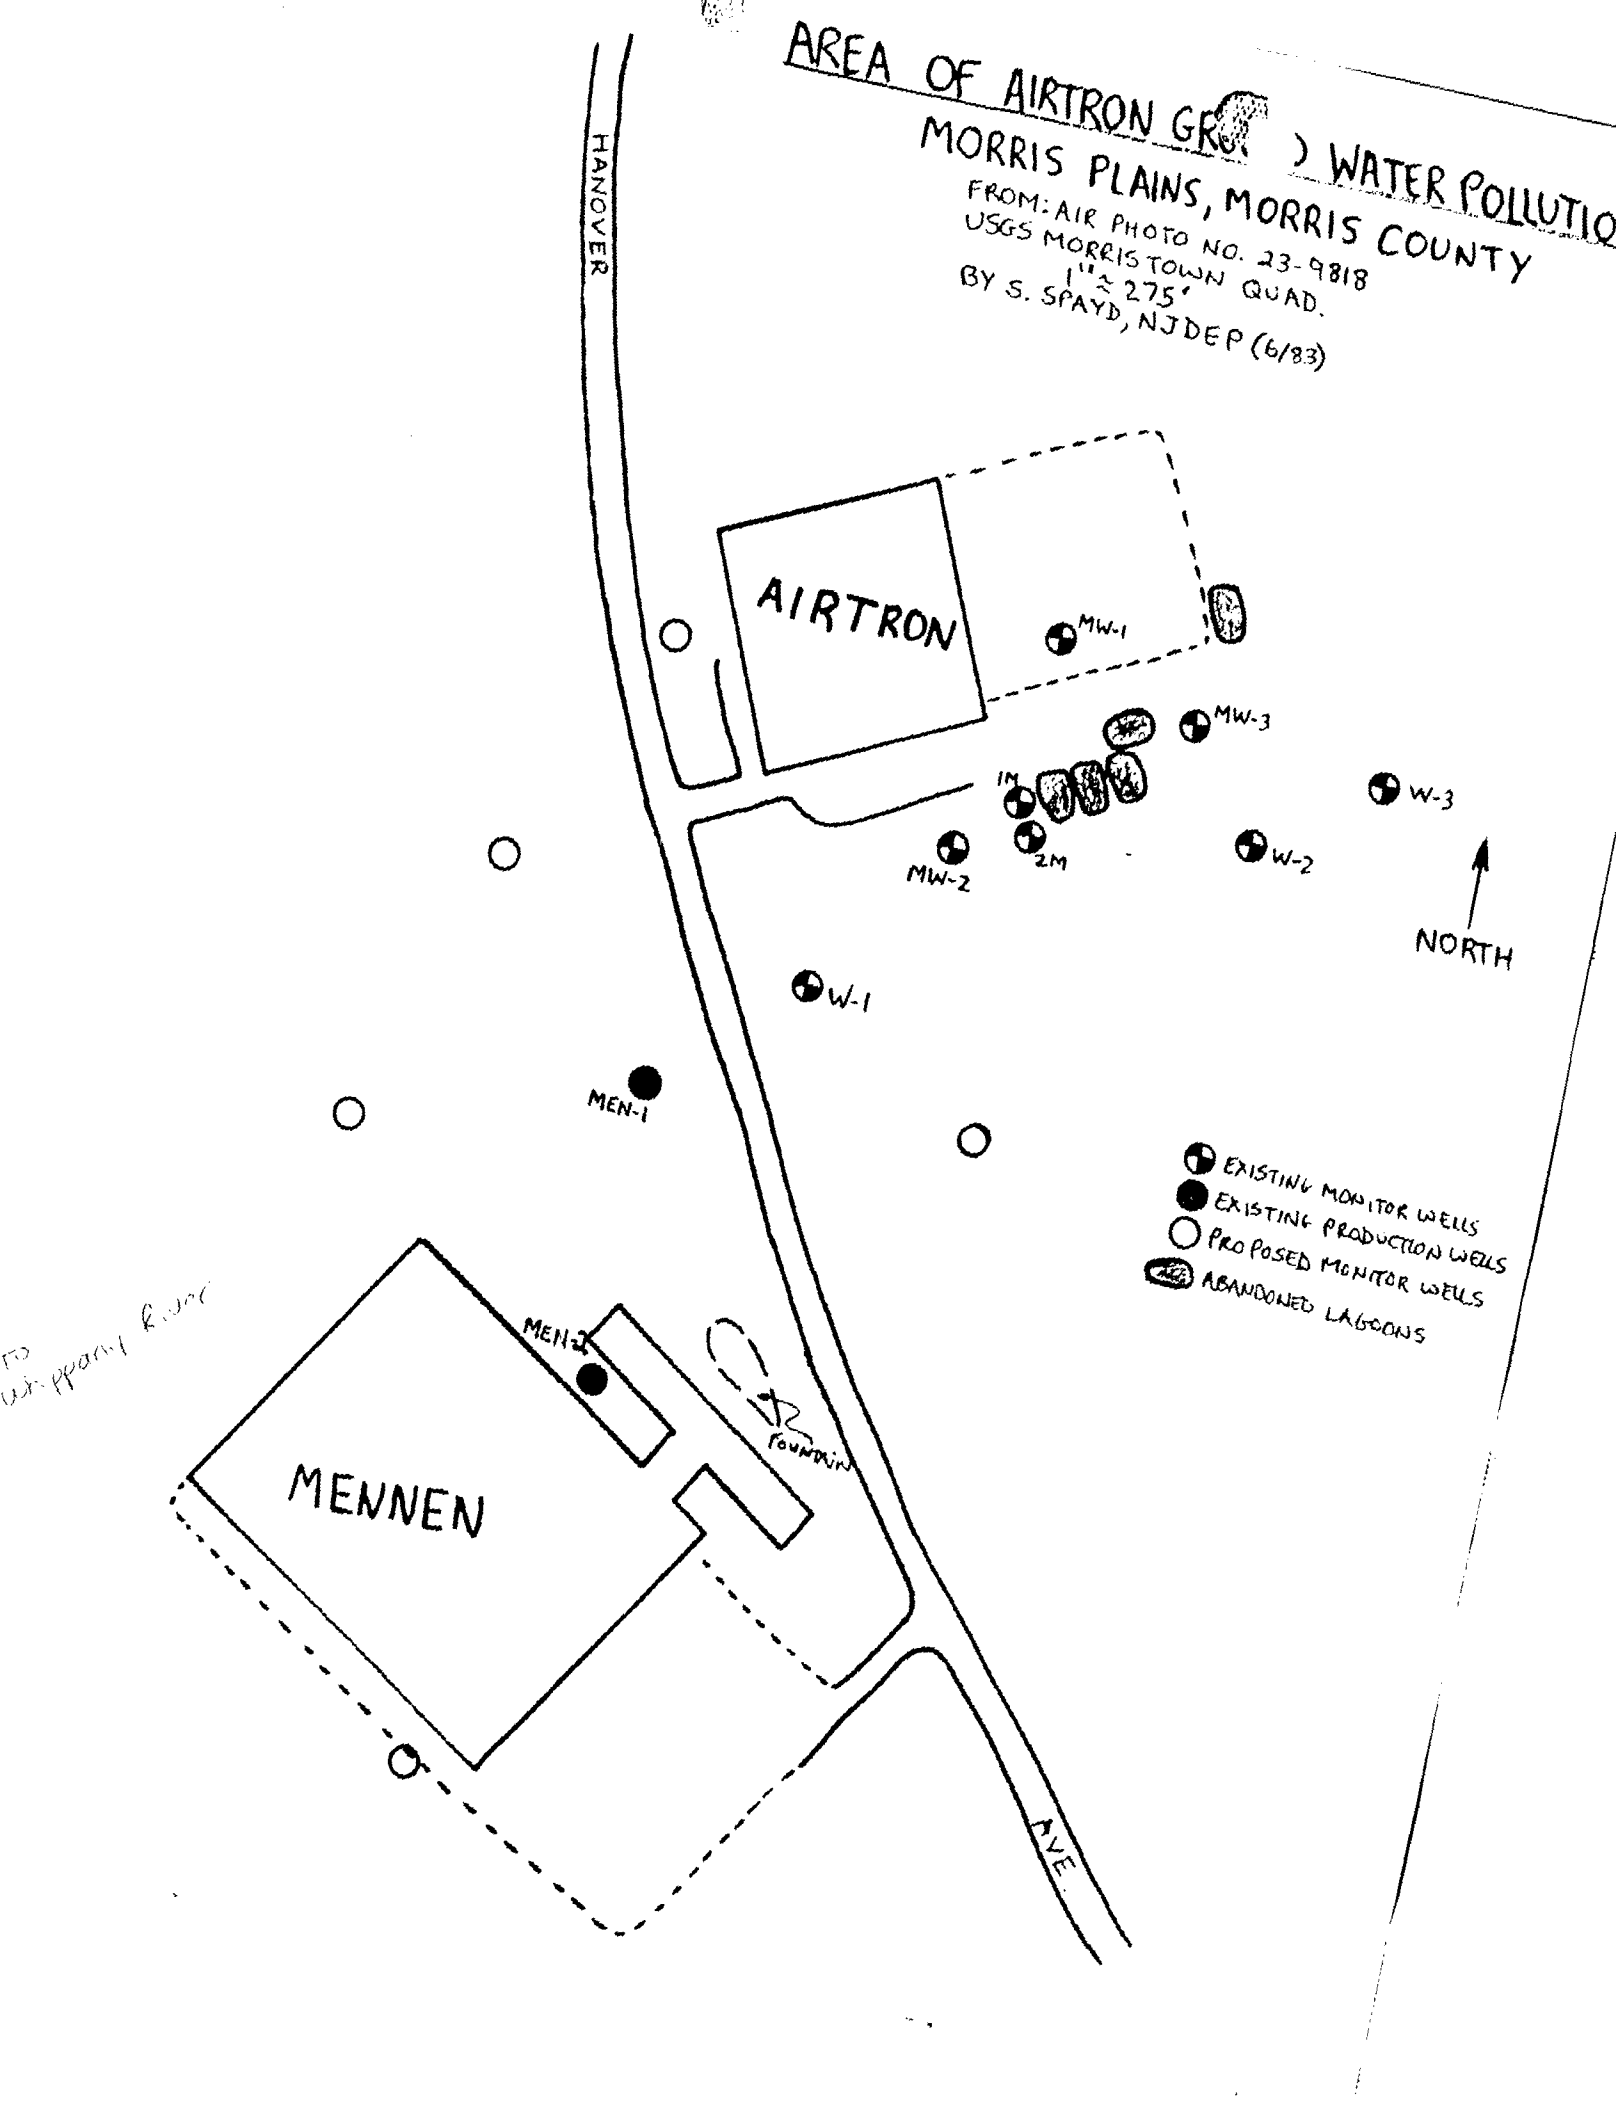 AREA OF AIRTRON WATER POLLUTIO
MORRIS PLAINS, MORRIS COUNTY
FROM: AIR PHOTO NO. 23-9818
USGS MORRISTOWN QUAD.
1" ≈ 275'
BY S. SPAYD, NJDEP (6/83)
HANOVER
AIRTRON
MW-1
MW-3
1M
W-3
MW-2
2M
W-2
NORTH
W-1
MEN-1
EXISTING MONITOR WELLS
EXISTING PRODUCTION WELLS
PROPOSED MONITOR WELLS
ABANDONED LAGOONS
TO
Whippany River
MEN-2
FOUNTAIN
MENNEN
AVE.